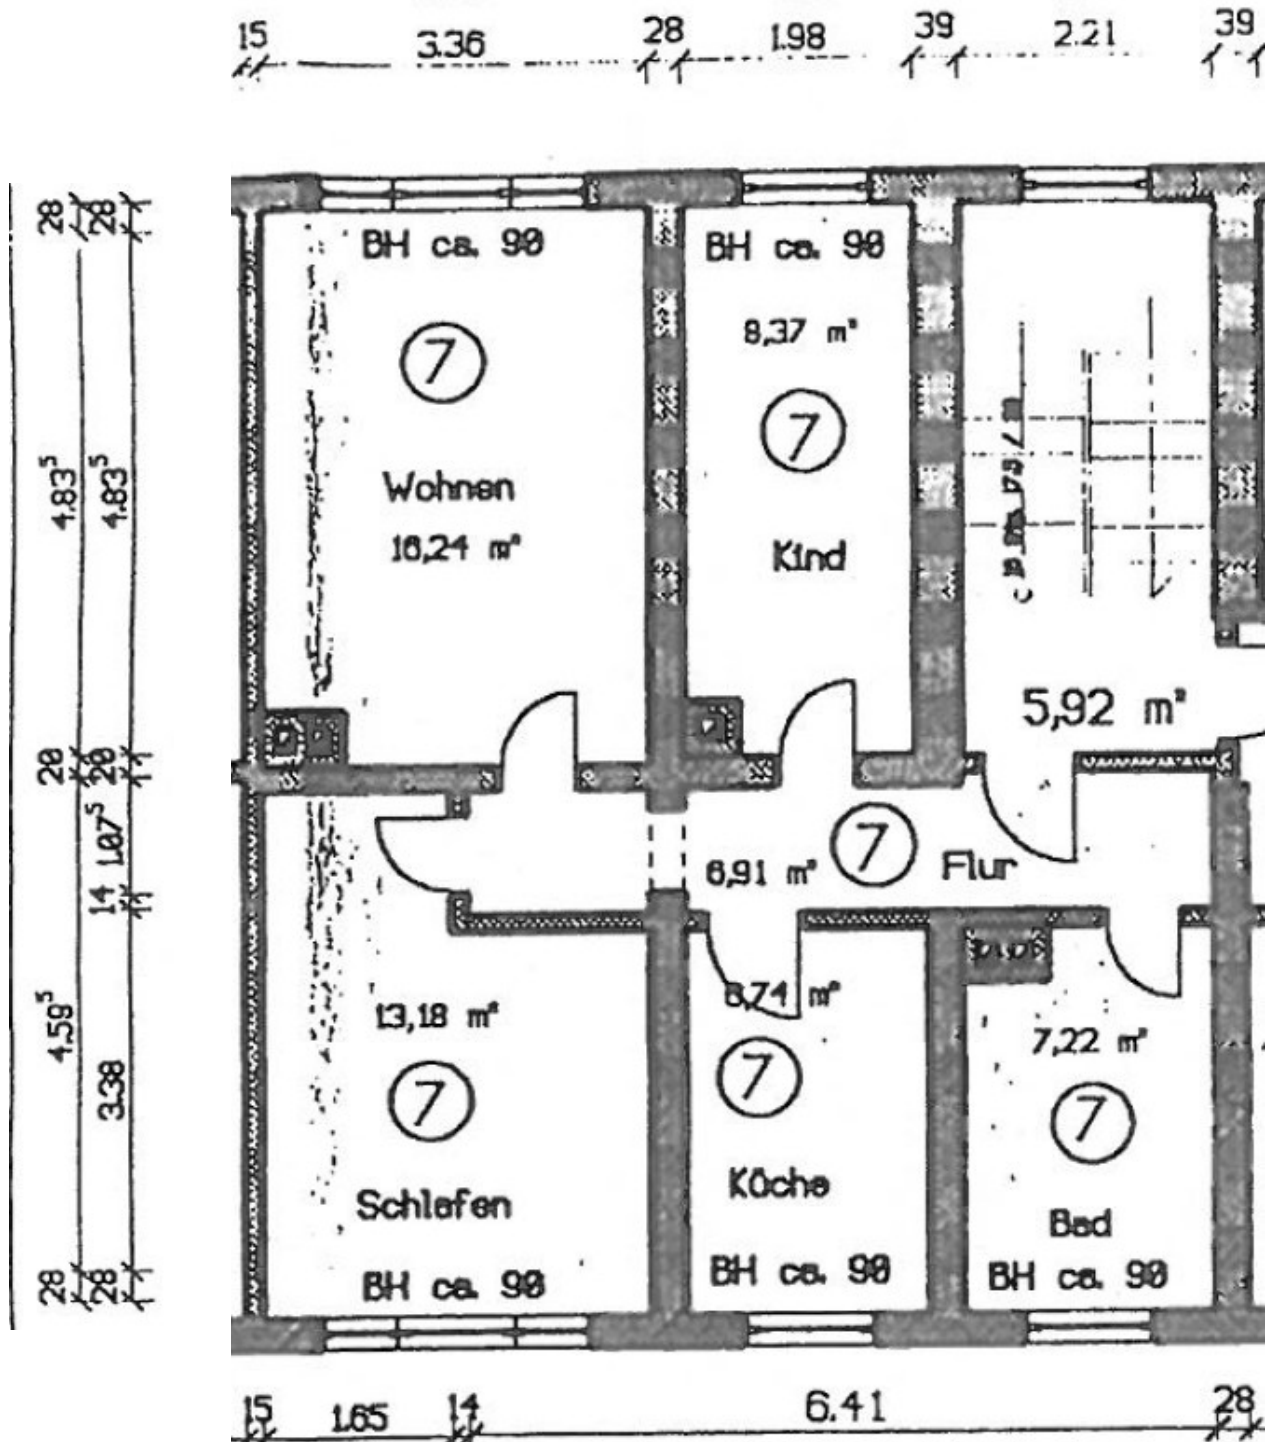 15 3.36 28 1.98 39 2.21 39
28 28
BH ca. 90 BH ca. 90
8,37 m²
7 7
4.83⁵ 4.83⁵
Wohnen
16,24 m² Kind
5,92 m²
20 20
1.07⁵
7
6,91 m² Flur
14
13,18 m² 8,74 m²
7,22 m²
4.59⁵ 3.38
7 7 7
Schlafen Küche
Bad
BH ca. 90 BH ca. 90 BH ca. 90
28 28
15 1.65 14 6.41 28